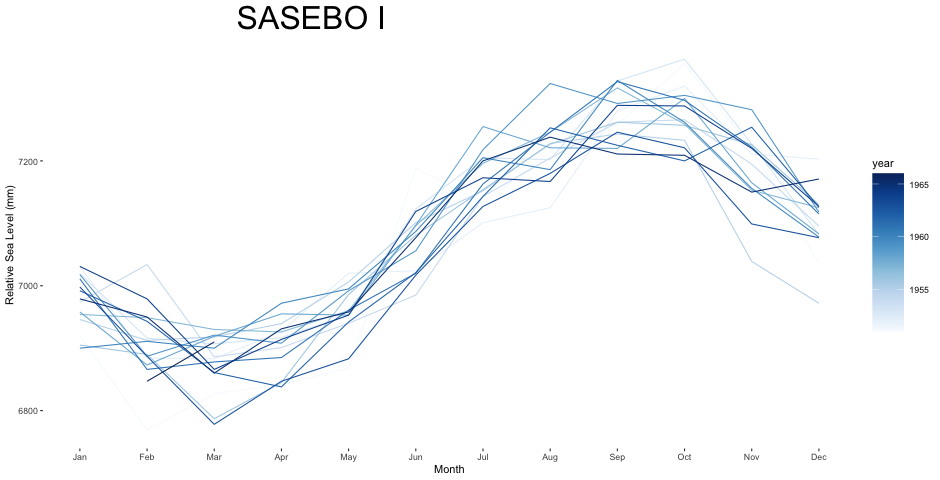 SASEBO I
7200
7000
6800
Relative Sea Level (mm)
Jan Feb Mar Apr May Jun Jul Aug Sep Oct Nov Dec
Month
year
1965
1960
1955